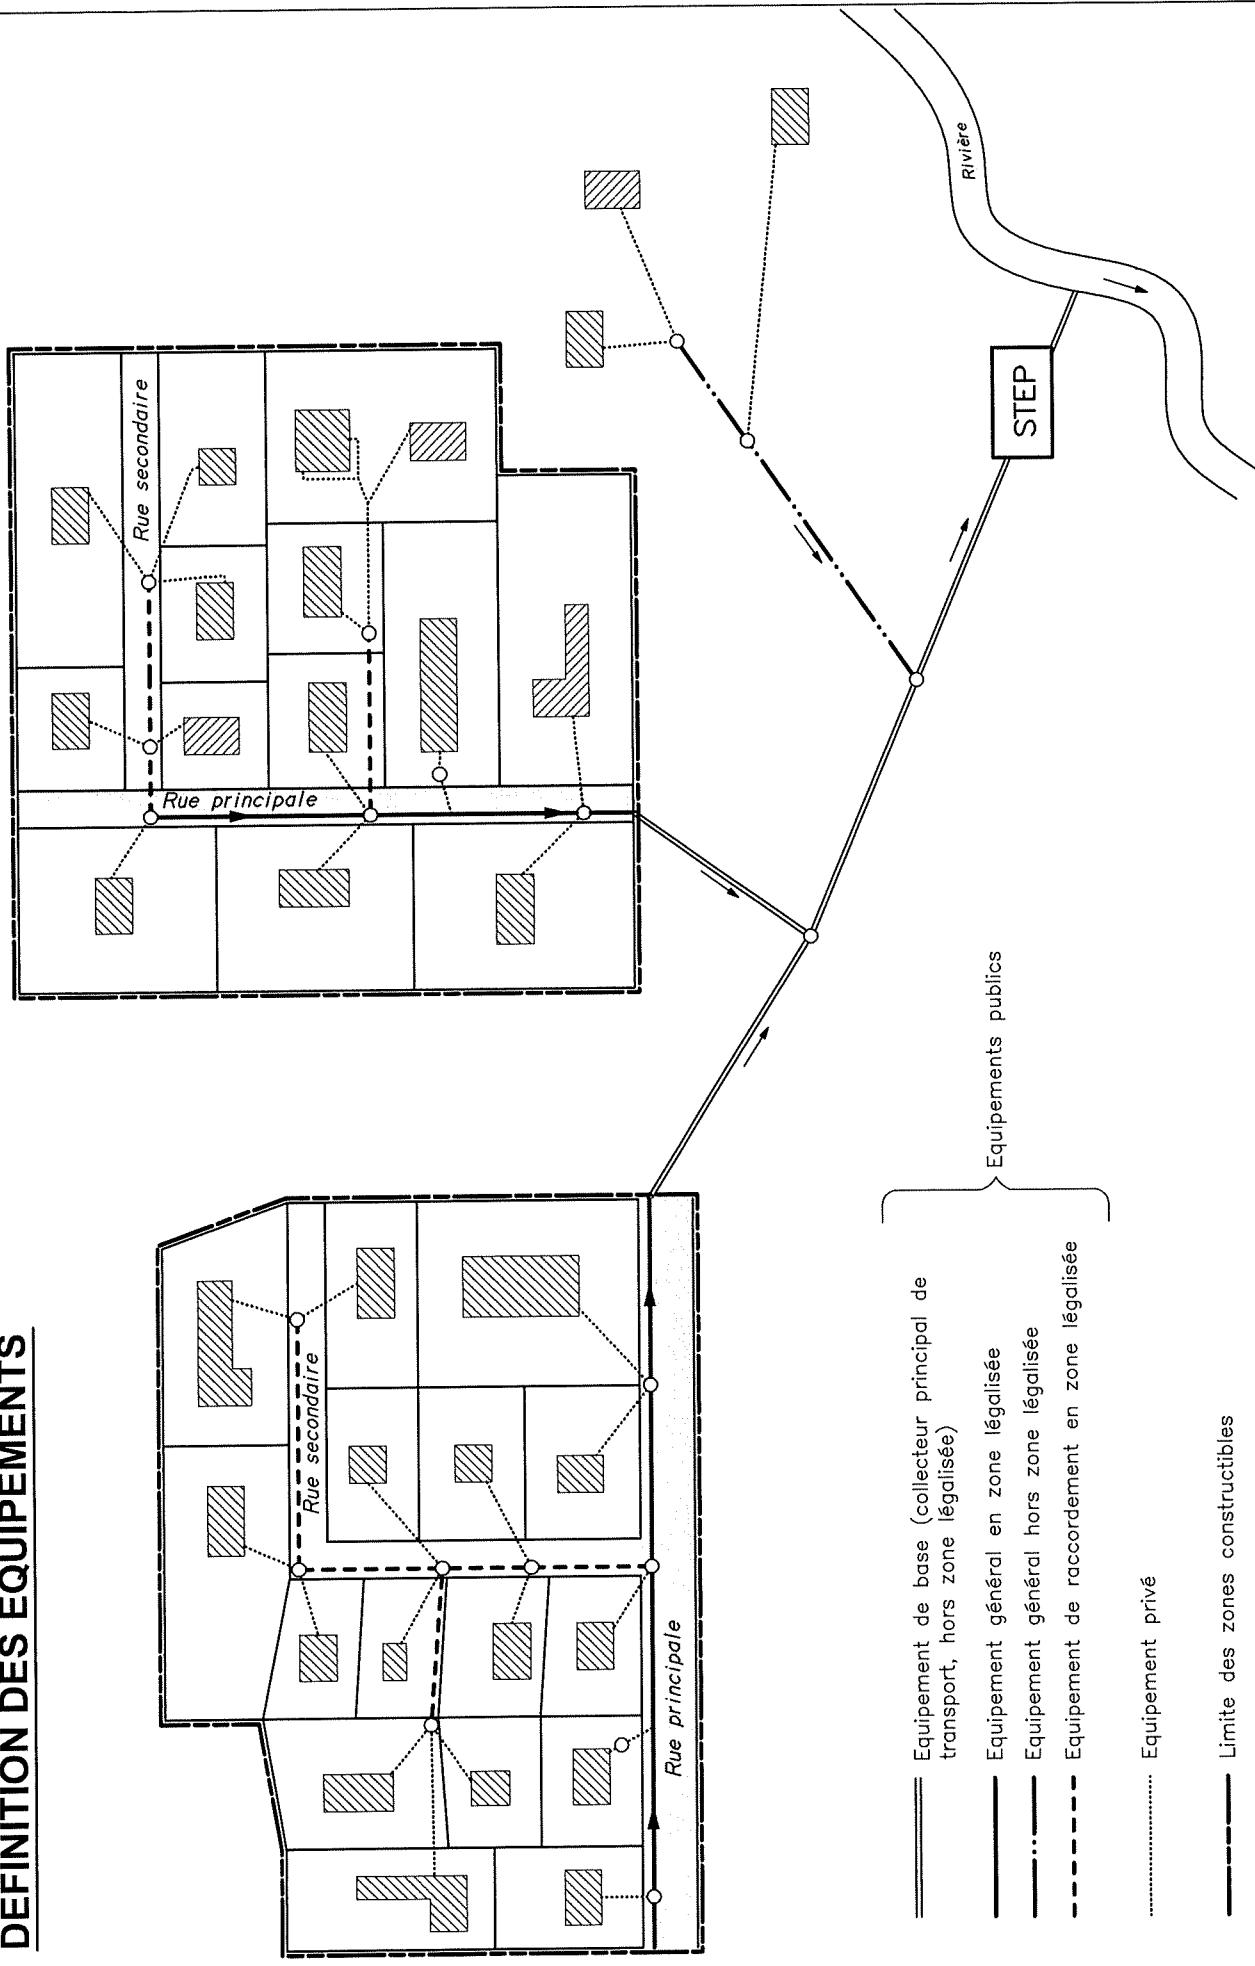 DEFINITION DES EQUIPEMENTS
Rue secondaire
Rue principale
Rue secondaire
Rue principale
STEP
Rivière
Equipement de base (collecteur principal de
transport, hors zone légalisée)
Equipement général en zone légalisée
Equipement général hors zone légalisée
Equipement de raccordement en zone légalisée
Equipements publics
Equipement privé
Limite des zones constructibles